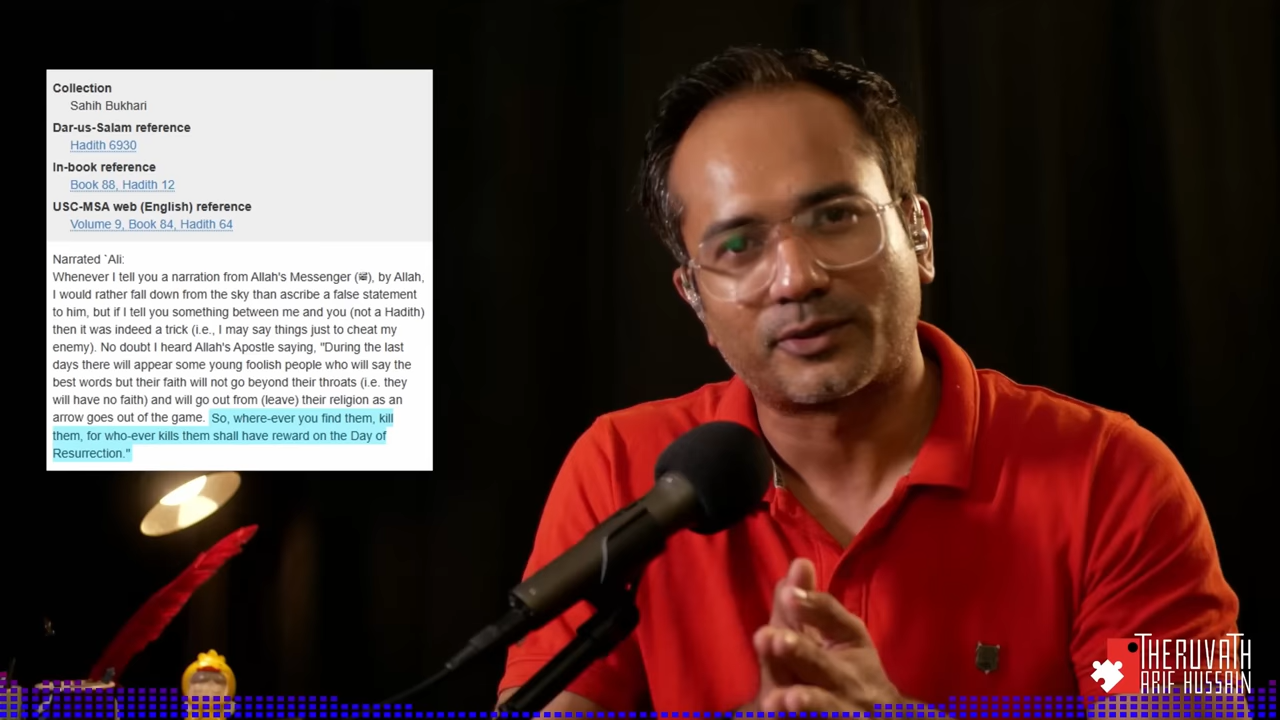 Collection
Sahih Bukhari
Dar-us-Salam reference
Hadith 6930
In-book reference
Book 88, Hadith 12
USC-MSA web (English) reference
Volume 9, Book 84, Hadith 64
Narrated `Ali:
Whenever I tell you a narration from Allah's Messenger (ﷺ), by Allah,
I would rather fall down from the sky than ascribe a false statement
to him, but if I tell you something between me and you (not a Hadith)
then it was indeed a trick (i.e., I may say things just to cheat my
enemy). No doubt I heard Allah's Apostle saying, "During the last
days there will appear some young foolish people who will say the
best words but their faith will not go beyond their throats (i.e. they
will have no faith) and will go out from (leave) their religion as an
arrow goes out of the game. So, where-ever you find them, kill
them, for who-ever kills them shall have reward on the Day of
Resurrection."
THERUVATH
ARIF HUSSAIN